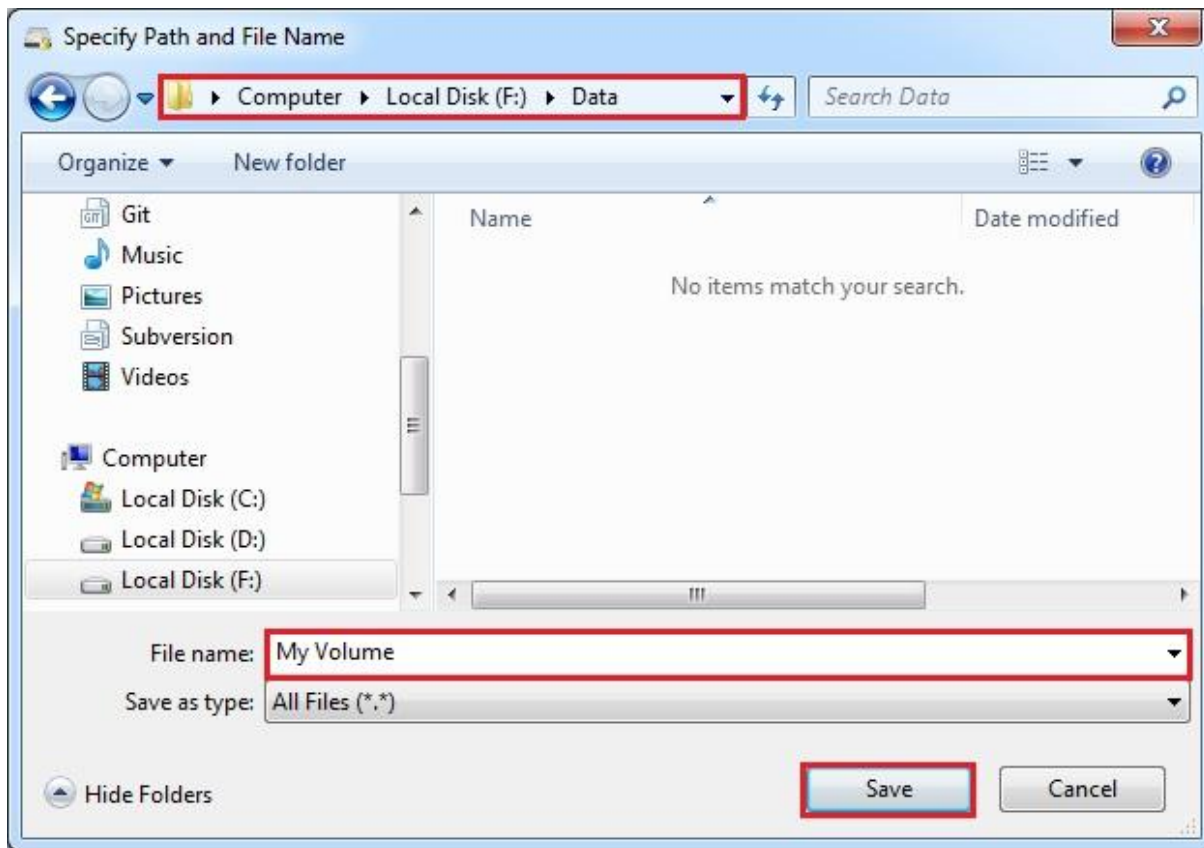 Specify Path and File Name
Computer Local Disk (F:) Data Search Data
Organize New folder
Git
Music
Pictures
Subversion
Videos
Computer
Local Disk (C:)
Local Disk (D:)
Local Disk (F:)
Name Date modified
No items match your search.
File name: My Volume
Save as type: All Files (*.*)
Hide Folders Save Cancel